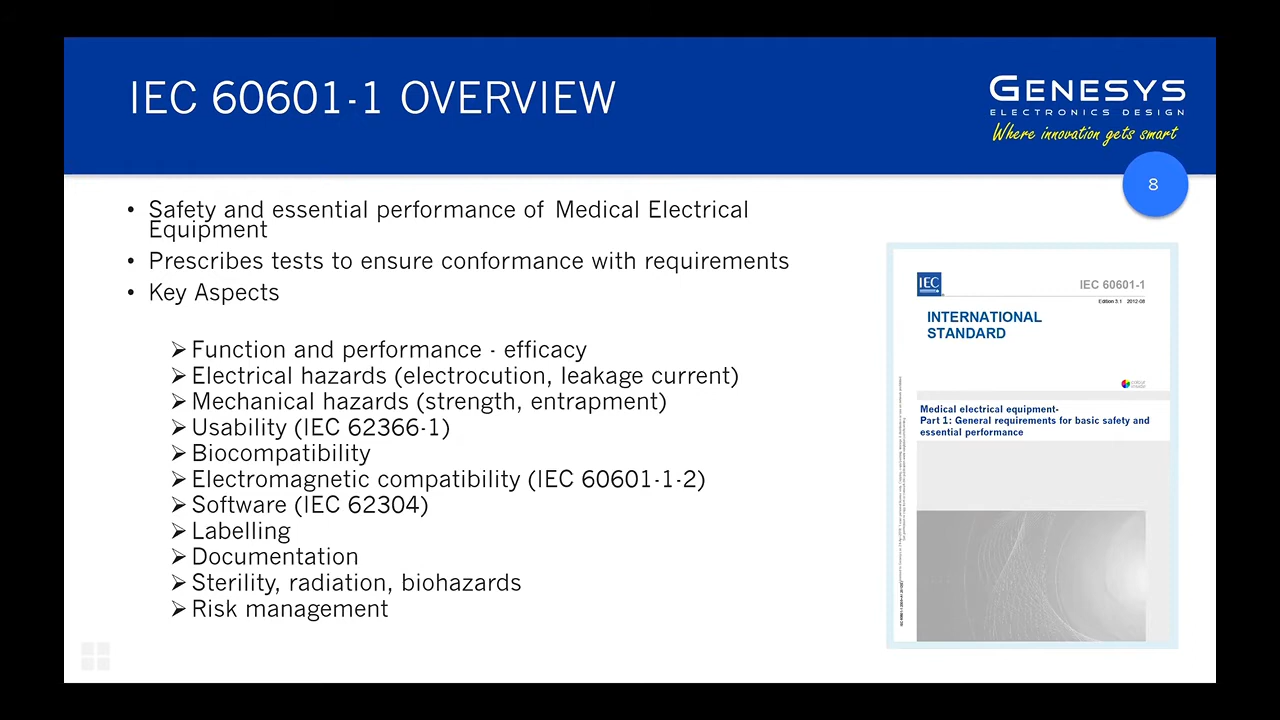 IEC 60601-1 OVERVIEW
GENESYS
ELECTRONICS DESIGN
Where innovation gets smart
8
• Safety and essential performance of Medical Electrical
Equipment
• Prescribes tests to ensure conformance with requirements
• Key Aspects
➢ Function and performance - efficacy
➢ Electrical hazards (electrocution, leakage current)
➢ Mechanical hazards (strength, entrapment)
➢ Usability (IEC 62366-1)
➢ Biocompatibility
➢ Electromagnetic compatibility (IEC 60601-1-2)
➢ Software (IEC 62304)
➢ Labelling
➢ Documentation
➢ Sterility, radiation, biohazards
➢ Risk management
IEC
IEC 60601-1
Edition 3.1 2012-08
INTERNATIONAL
STANDARD
Medical electrical equipment-
Part 1: General requirements for basic safety and
essential performance